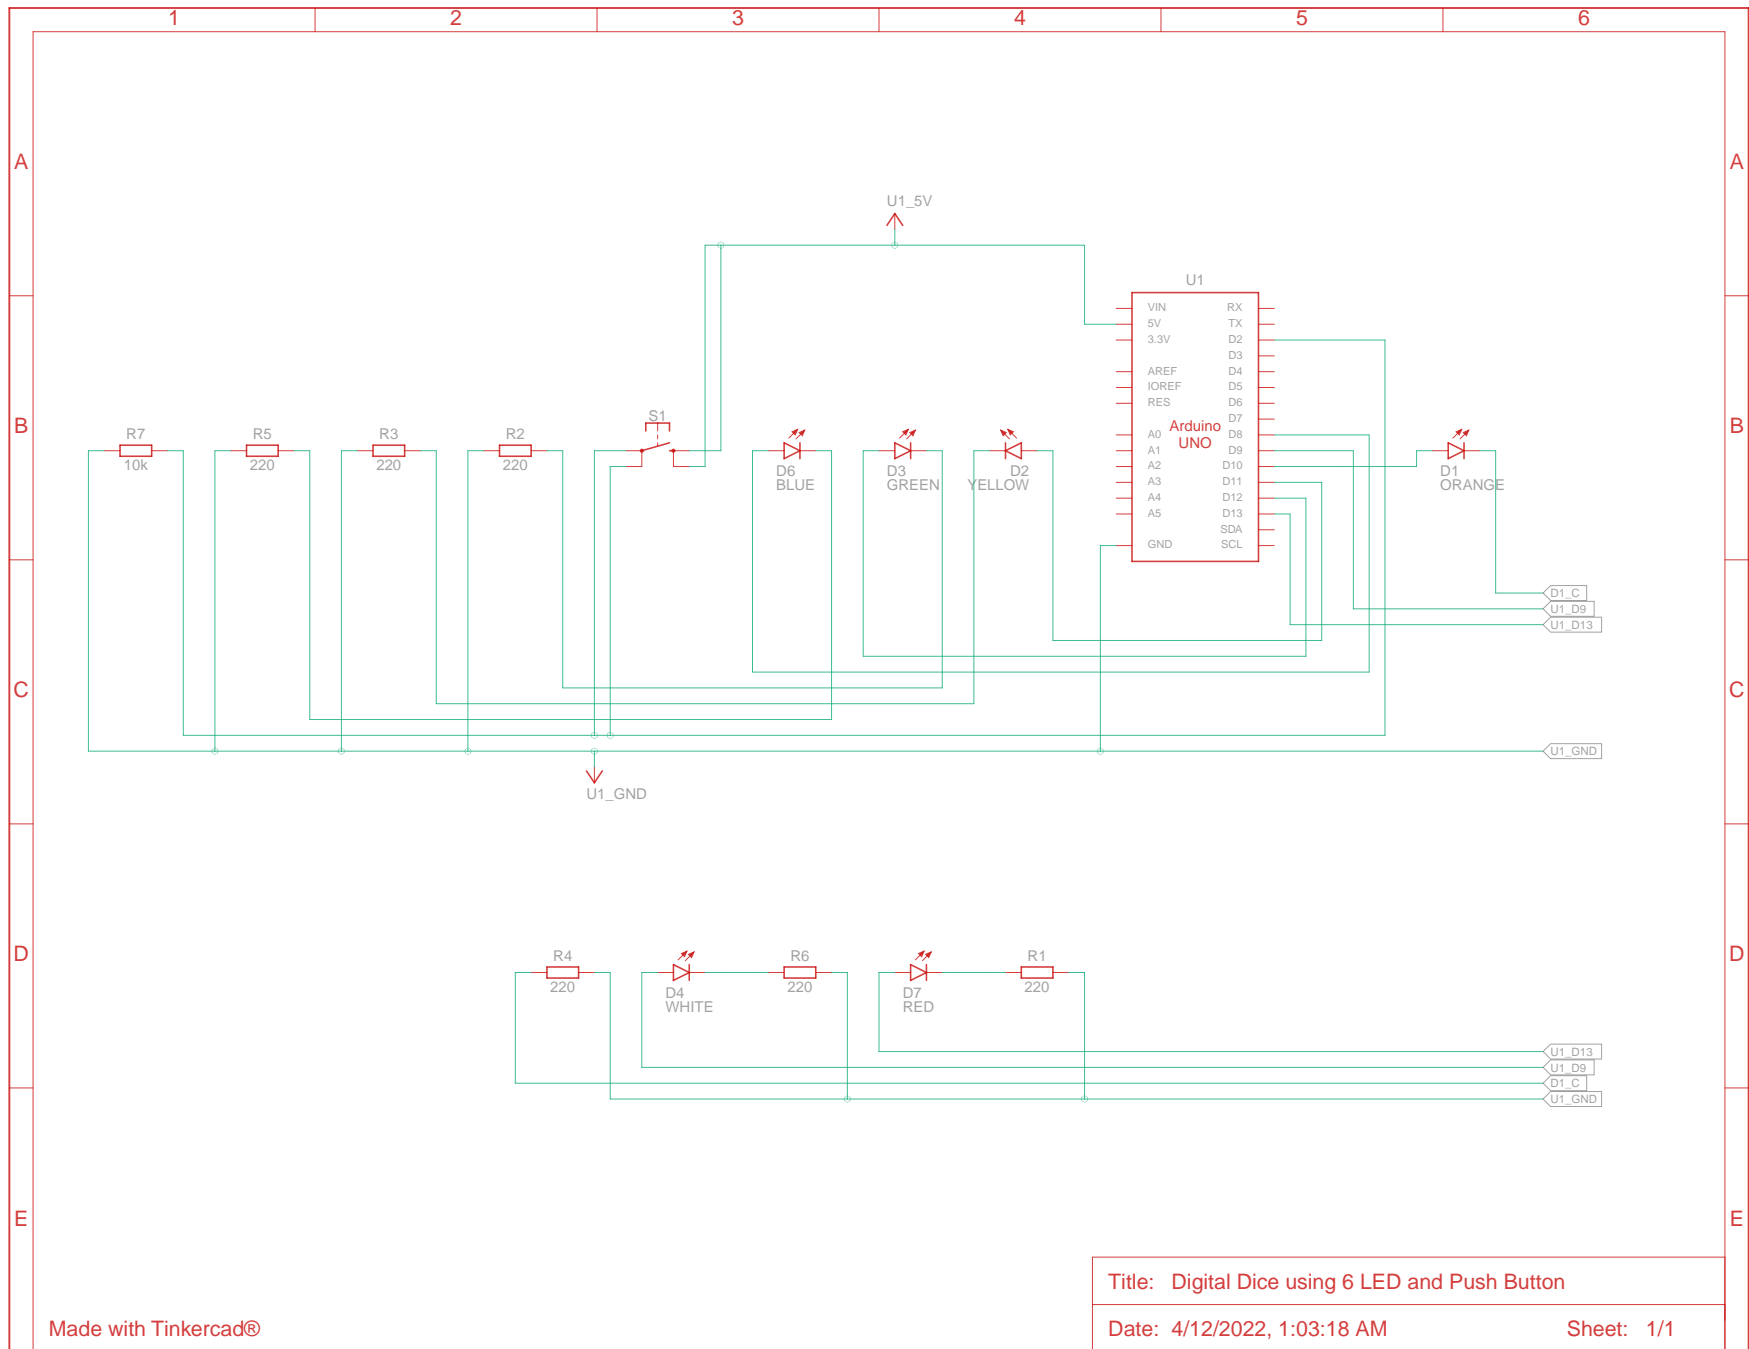 1 2 3 4 5 6
A A
U1_5V
U1
VIN RX
5V TX
3.3V D2
D3
AREF D4
IOREF D5
RES D6
D7
Arduino
UNO
A0 D8
A1 D9
A2 D10
A3 D11
A4 D12
A5 D13
SDA
GND SCL
B B
R7 R5 R3 R2 S1
10k 220 220 220
D6 D3 D2 D1
BLUE GREEN YELLOW ORANGE
D1_C
U1_D9
U1_D13
C C
U1_GND
U1_GND
D D
R4 R6 R1
220 220 220
D4 D7
WHITE RED
U1_D13
U1_D9
D1_C
U1_GND
E E
Title: Digital Dice using 6 LED and Push Button
Made with Tinkercad®
Date: 4/12/2022, 1:03:18 AM Sheet: 1/1